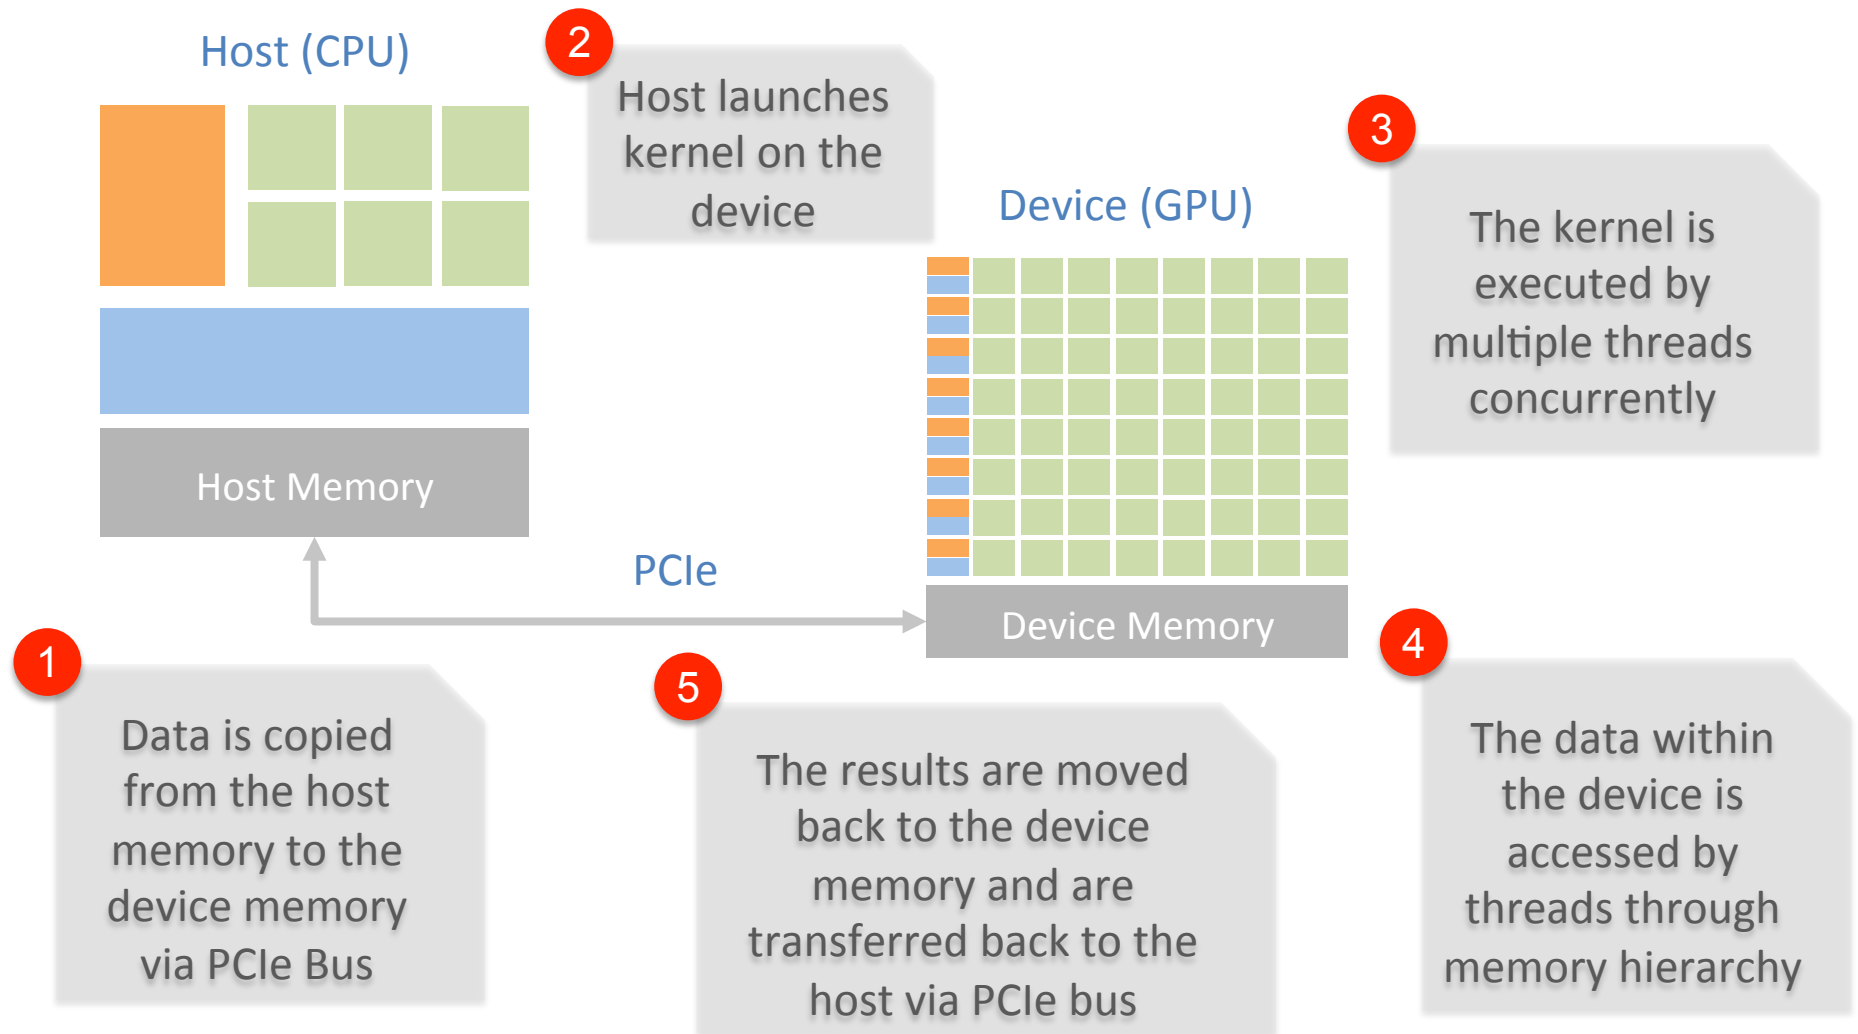 Host (CPU)
2
Host launches
kernel on the
device
3
The kernel is
executed by
multiple threads
concurrently
Device (GPU)
Host Memory
PCIe
Device Memory
1
Data is copied
from the host
memory to the
device memory
via PCIe Bus
5
The results are moved
back to the device
memory and are
transferred back to the
host via PCIe bus
4
The data within
the device is
accessed by
threads through
memory hierarchy